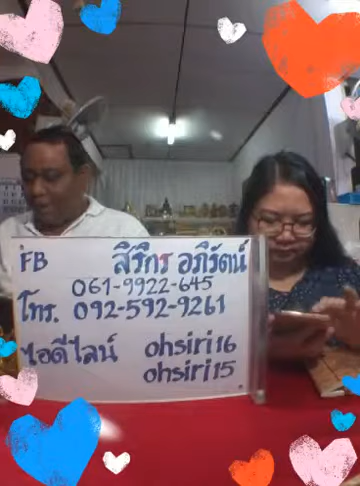 FB สิริกร อภิรัตน์
061-9922-645
โทร. 092-592-9261
ไอดีไลน์ ohsiri16
ohsiri15